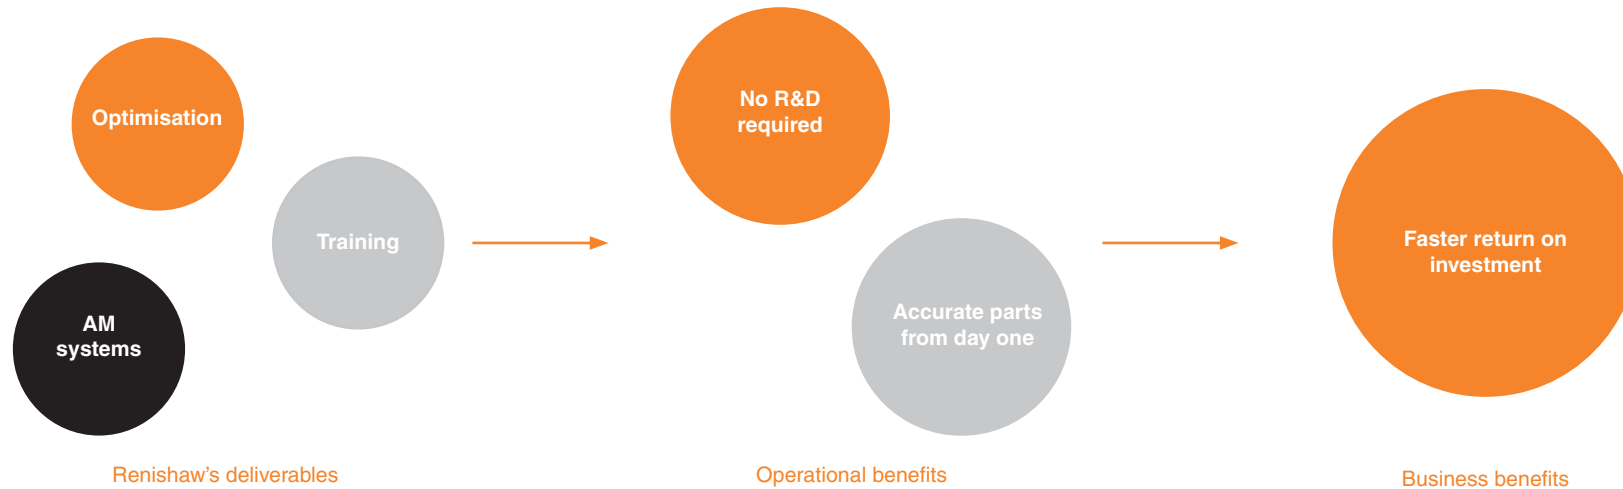 Optimisation
Training
AM
systems
Renishaw’s deliverables
No R&D
required
Accurate parts
from day one
Operational benefits
Faster return on
investment
Business benefits